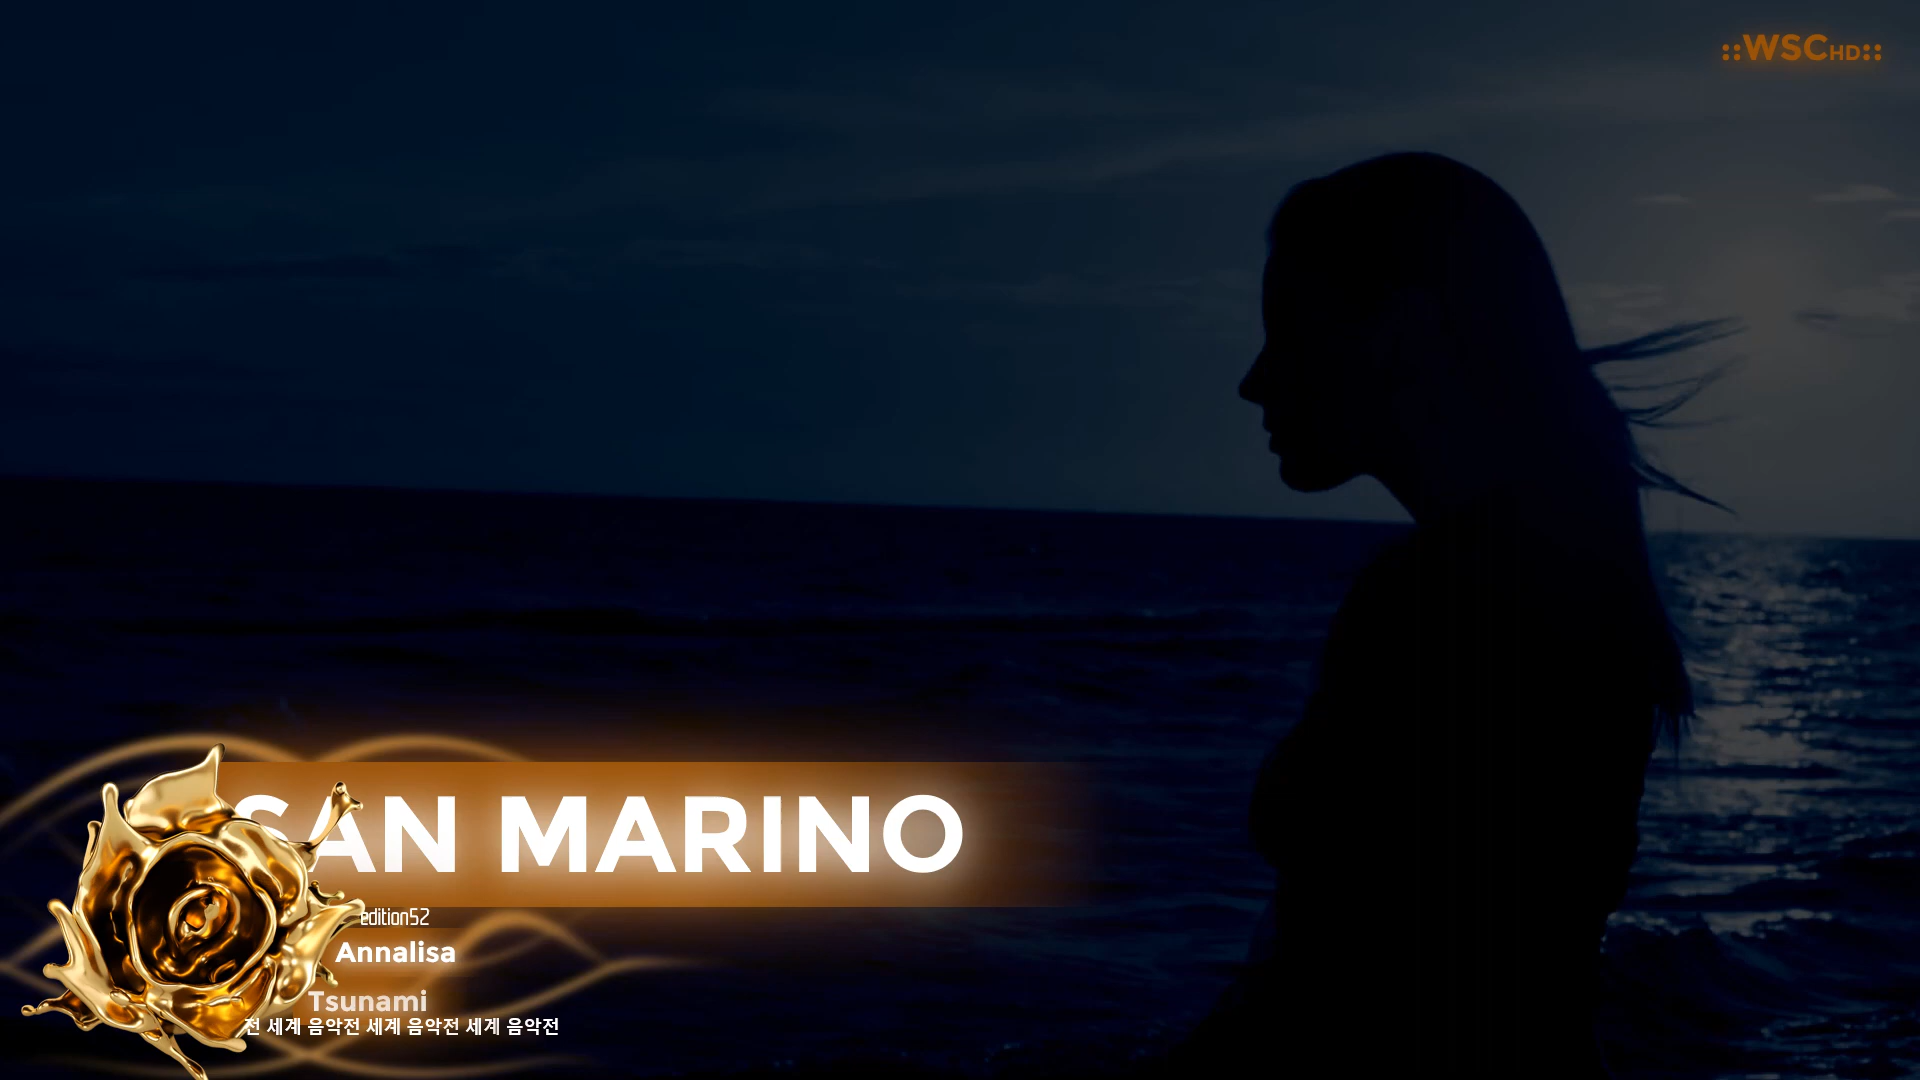 ::WSCHD::
SAN MARINO
edition52
Annalisa
Tsunami
전 세계 음악전 세계 음악전 세계 음악전